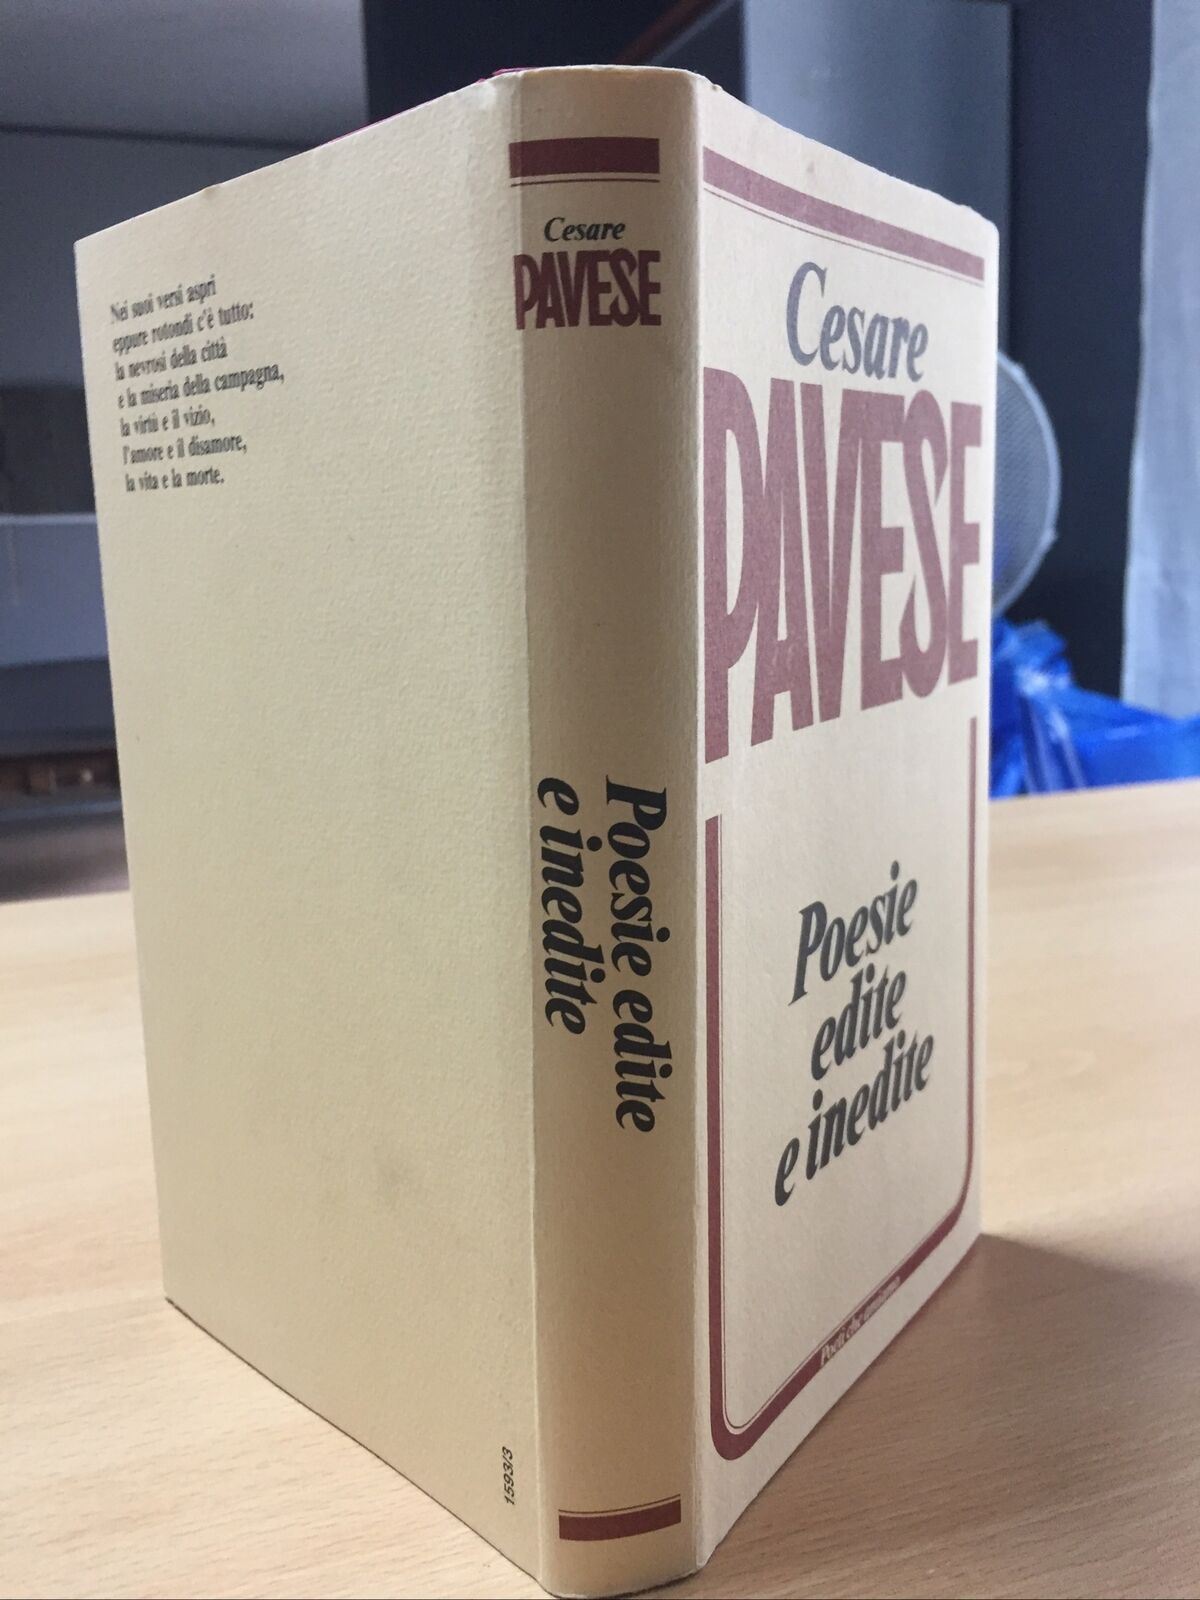 Nei suoi versi aspri
eppure rotondi c'è tutto:
la nevrosi della città
e la miseria della campagna,
la virtù e il vizio,
l'amore e il disamore,
la vita e la morte.
1593/3
Cesare
PAVESE
Poesie edite
e inedite
Cesare
PAVESE
Poesie
edite
e inedite
Poeti che